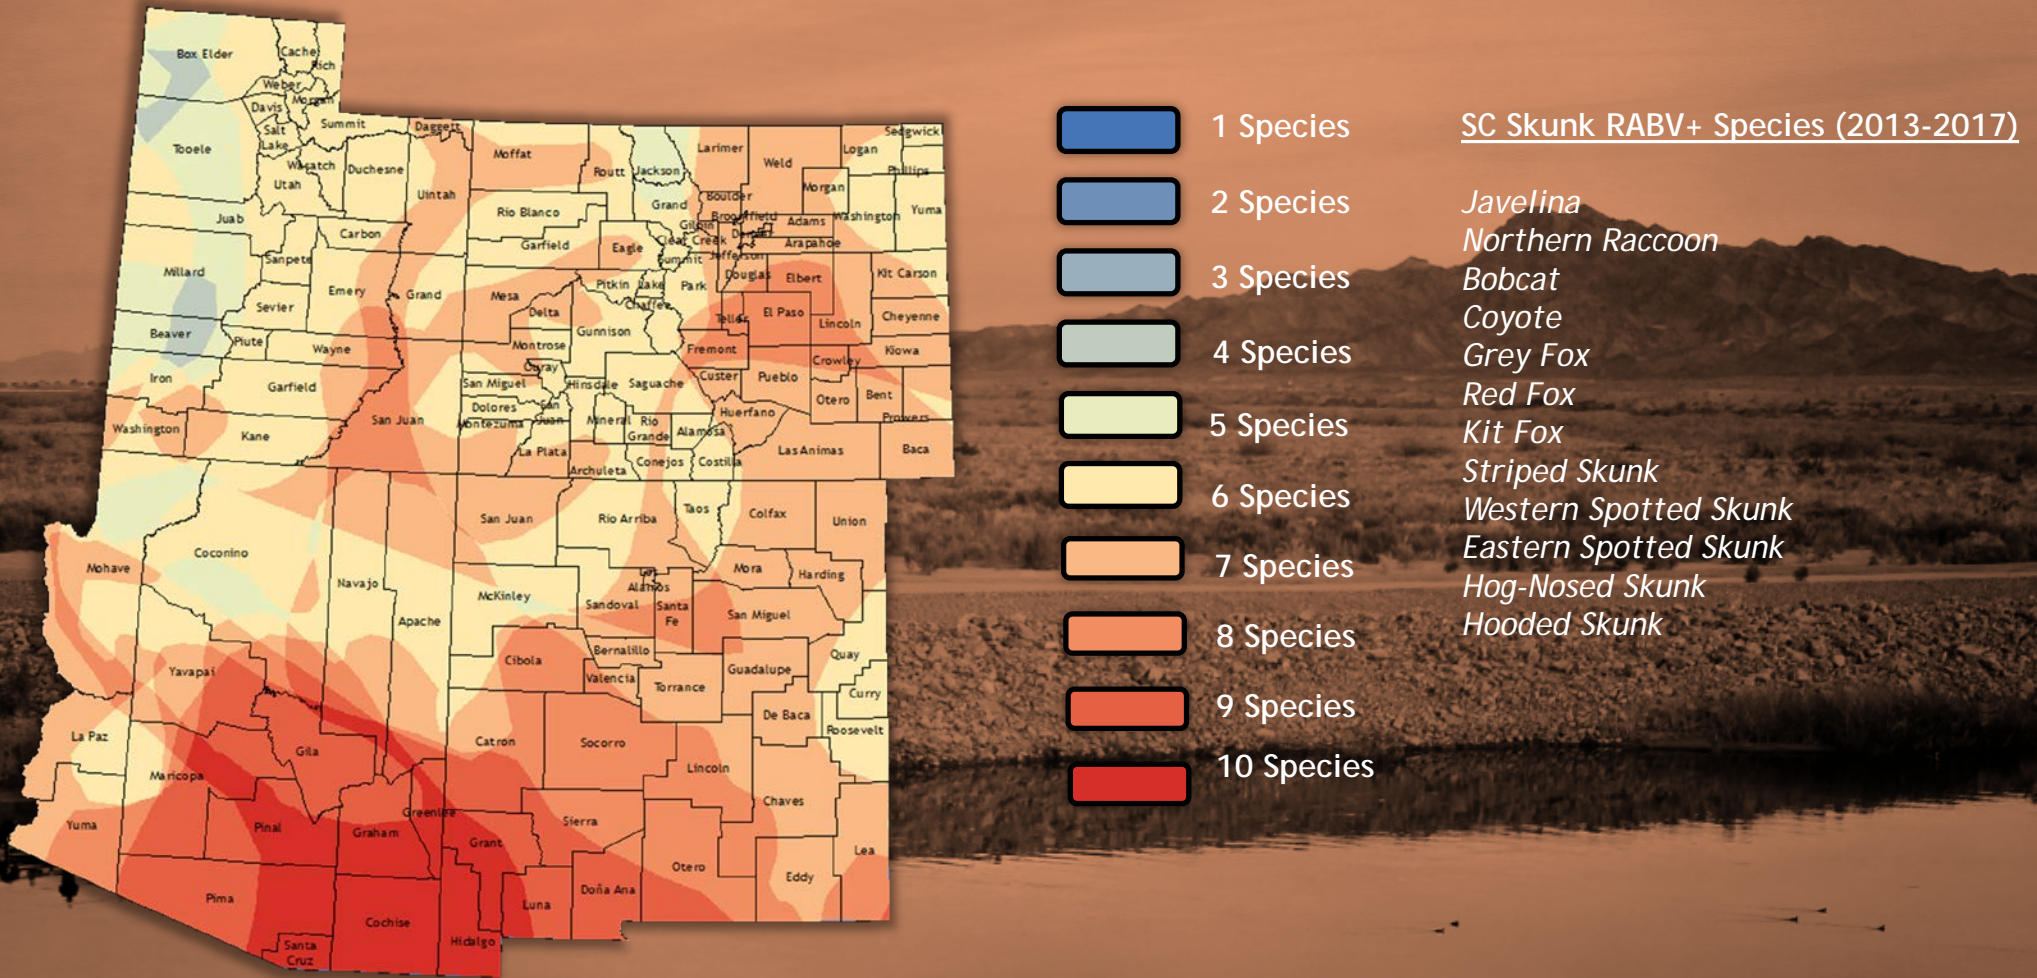 Box Elder
Cache
Rich
Weber
Morgan
Davis
Salt
Lake
Summit
Daggett
Tooele
Wasatch
Duchesne
Utah
Uintah
Juab
Carbon
Sanpete
Millard
Emery
Grand
Sevier
Beaver
Piute
Wayne
Iron
Garfield
Washington
Kane
San Juan
Moffat
Routt
Jackson
Larimer
Weld
Logan
Sedgwick
Phillips
Morgan
Boulder
Grand
Rio Blanco
Broomfield
Gilpin
Adams
Washington
Yuma
Garfield
Eagle
Clear Creek
Arapahoe
Summit
Jefferson
Douglas
Elbert
Kit Carson
Mesa
Pitkin
Lake
Park
Delta
Chaffee
Teller
El Paso
Lincoln
Cheyenne
Gunnison
Montrose
Fremont
Crowley
Kiowa
Ouray
San Miguel
Hinsdale
Saguache
Custer
Pueblo
Otero
Bent
Dolores
San
Juan
Huerfano
Prowers
Montezuma
Mineral
Rio
Grande
Alamosa
La Plata
Archuleta
Conejos
Costilla
Las Animas
Baca
Mohave
Coconino
Navajo
Apache
Yavapai
La Paz
Gila
Maricopa
Greenlee
Yuma
Pinal
Graham
Pima
Cochise
Santa
Cruz
San Juan
Rio Arriba
Taos
Colfax
Union
Los
Alamos
Mora
Harding
McKinley
Sandoval
Santa
Fe
San Miguel
Bernalillo
Cibola
Valencia
Torrance
Guadalupe
Quay
Curry
De Baca
Roosevelt
Catron
Socorro
Lincoln
Chaves
Sierra
Grant
Otero
Eddy
Lea
Luna
Doña Ana
Hidalgo
1 Species
2 Species
3 Species
4 Species
5 Species
6 Species
7 Species
8 Species
9 Species
10 Species
SC Skunk RABV+ Species (2013-2017)
Javelina
Northern Raccoon
Bobcat
Coyote
Grey Fox
Red Fox
Kit Fox
Striped Skunk
Western Spotted Skunk
Eastern Spotted Skunk
Hog-Nosed Skunk
Hooded Skunk